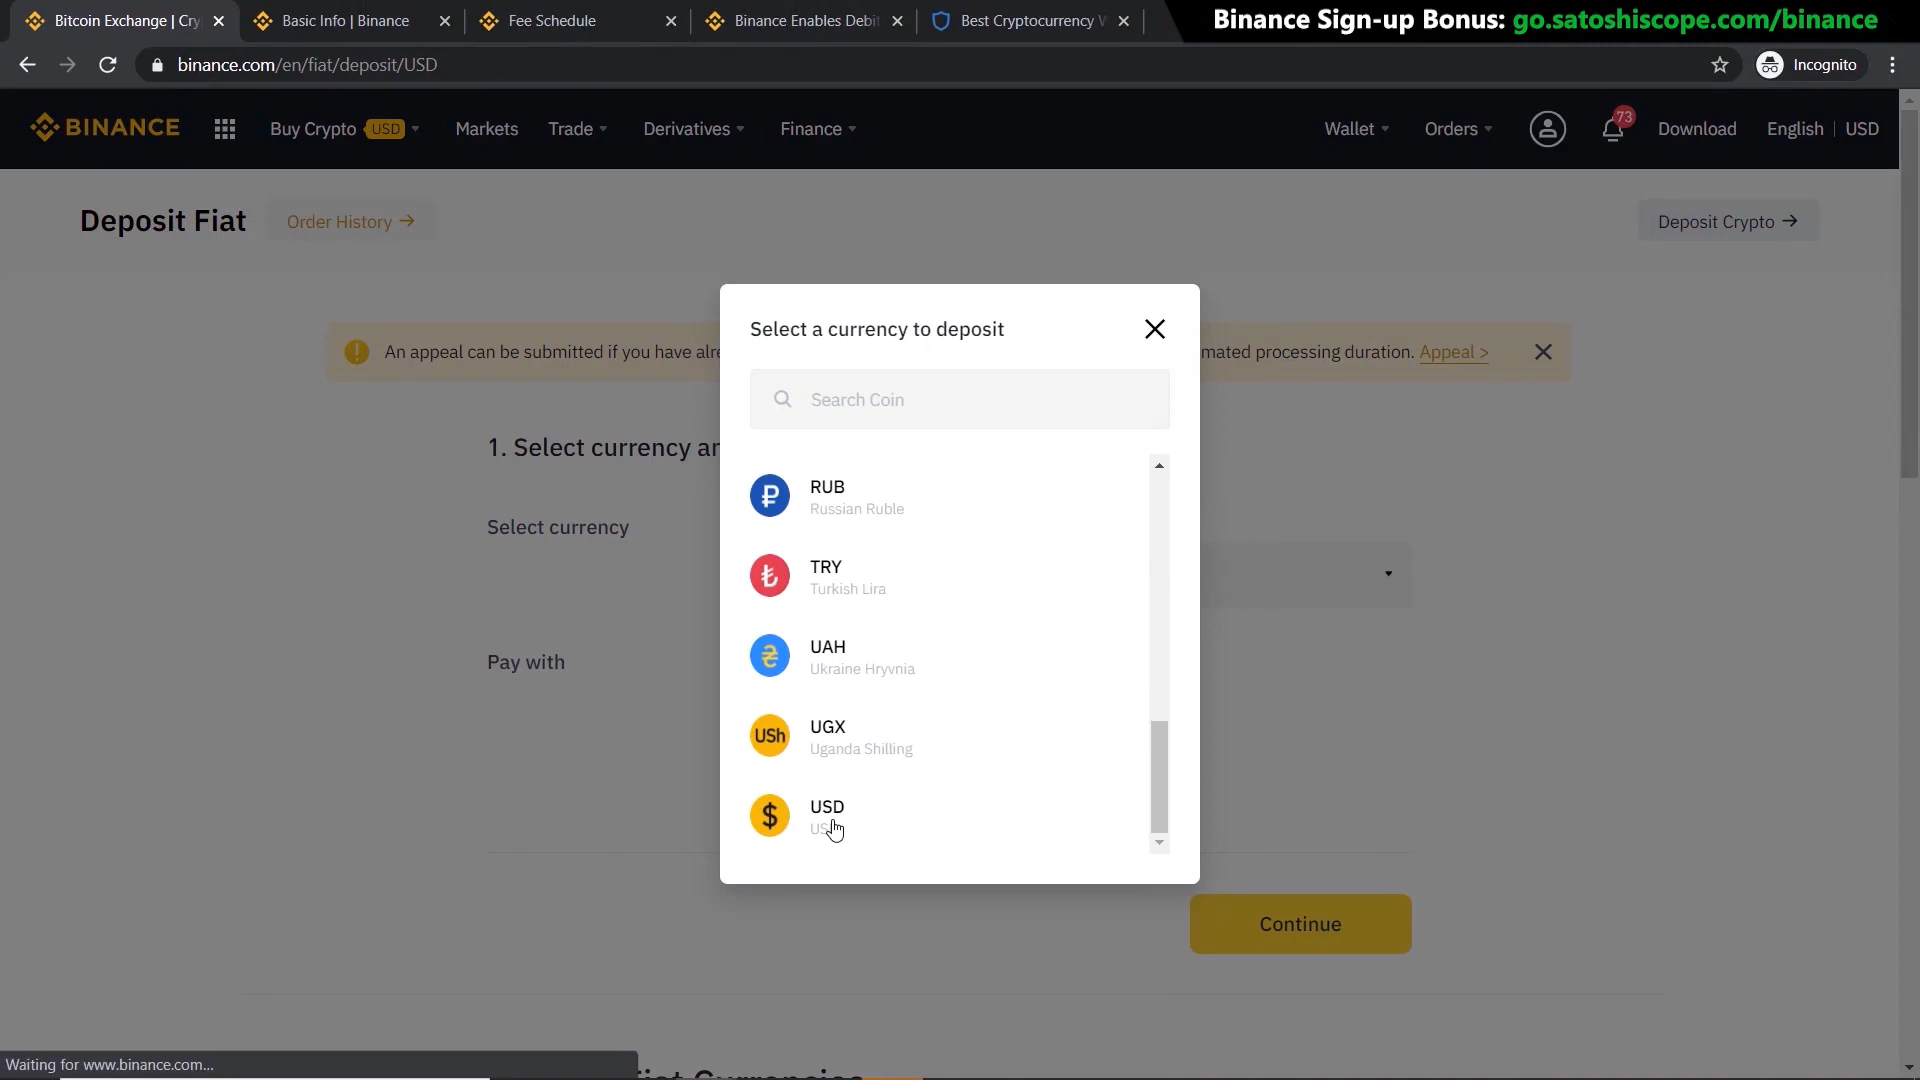 Bitcoin Exchange | Cry
Basic Info | Binance
Fee Schedule
Binance Enables Debit
Best Cryptocurrency W
Binance Sign-up Bonus: go.satoshiscope.com/binance
binance.com/en/fiat/deposit/USD
Incognito
BINANCE
Buy Crypto USD
Markets
Trade
Derivatives
Finance
Wallet
Orders
73
Download
English | USD
Deposit Fiat
Order History →
Deposit Crypto →
Select a currency to deposit
An appeal can be submitted if you have alre
mated processing duration. Appeal >
Search Coin
1. Select currency an
RUB
Russian Ruble
Select currency
TRY
Turkish Lira
UAH
Ukraine Hryvnia
Pay with
USh
UGX
Uganda Shilling
$
USD
Continue
Waiting for www.binance.com...